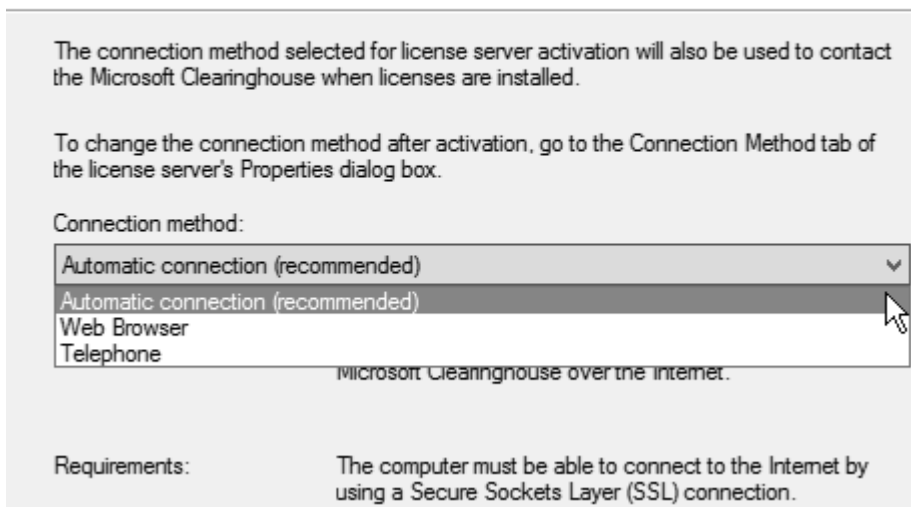 The connection method selected for license server activation will also be used to contact
the Microsoft Clearinghouse when licenses are installed.
To change the connection method after activation, go to the Connection Method tab of
the license server's Properties dialog box.
Connection method:
Automatic connection (recommended)
Automatic connection (recommended)
Web Browser
Telephone
Microsoft Clearinghouse over the Internet.
Requirements:
The computer must be able to connect to the Internet by
using a Secure Sockets Layer (SSL) connection.